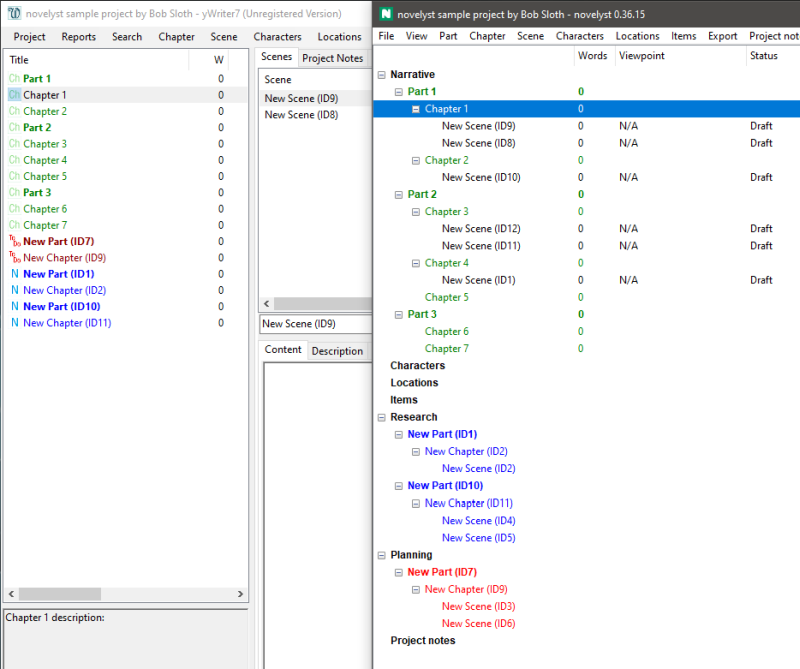 novelyst sample project by Bob Sloth - yWriter7 (Unregistered Version)
Project Reports Search Chapter Scene Characters Locations
Title W
Ch Part 1 0
Ch Chapter 1 0
Ch Chapter 2 0
Ch Part 2 0
Ch Chapter 3 0
Ch Chapter 4 0
Ch Chapter 5 0
Ch Part 3 0
Ch Chapter 6 0
Ch Chapter 7 0
ToDo New Part (ID7) 0
ToDo New Chapter (ID9) 0
N New Part (ID1) 0
N New Chapter (ID2) 0
N New Part (ID10) 0
N New Chapter (ID11) 0
Chapter 1 description:
Scenes Project Notes
Scene
New Scene (ID9)
New Scene (ID8)
New Scene (ID9)
Content Description
novelyst sample project by Bob Sloth - novelyst 0.36.15
File View Part Chapter Scene Characters Locations Items Export Project not
Words Viewpoint Status
Narrative
Part 1 0
Chapter 1 0
New Scene (ID9) 0 N/A Draft
New Scene (ID8) 0 N/A Draft
Chapter 2 0
New Scene (ID10) 0 N/A Draft
Part 2 0
Chapter 3 0
New Scene (ID12) 0 N/A Draft
New Scene (ID11) 0 N/A Draft
Chapter 4 0
New Scene (ID1) 0 N/A Draft
Chapter 5 0
Part 3 0
Chapter 6 0
Chapter 7 0
Characters
Locations
Items
Research
New Part (ID1)
New Chapter (ID2)
New Scene (ID2)
New Part (ID10)
New Chapter (ID11)
New Scene (ID4)
New Scene (ID5)
Planning
New Part (ID7)
New Chapter (ID9)
New Scene (ID3)
New Scene (ID6)
Project notes